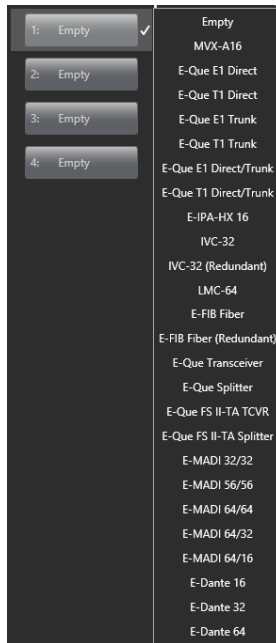 1: Empty
2: Empty
3: Empty
4: Empty
Empty
MVX-A16
E-Que E1 Direct
E-Que T1 Direct
E-Que E1 Trunk
E-Que T1 Trunk
E-Que E1 Direct/Trunk
E-Que T1 Direct/Trunk
E-IPA-HX 16
IVC-32
IVC-32 (Redundant)
LMC-64
E-FIB Fiber
E-FIB Fiber (Redundant)
E-Que Transceiver
E-Que Splitter
E-Que FS II-TA TCVR
E-Que FS II-TA Splitter
E-MADI 32/32
E-MADI 56/56
E-MADI 64/64
E-MADI 64/32
E-MADI 64/16
E-Dante 16
E-Dante 32
E-Dante 64